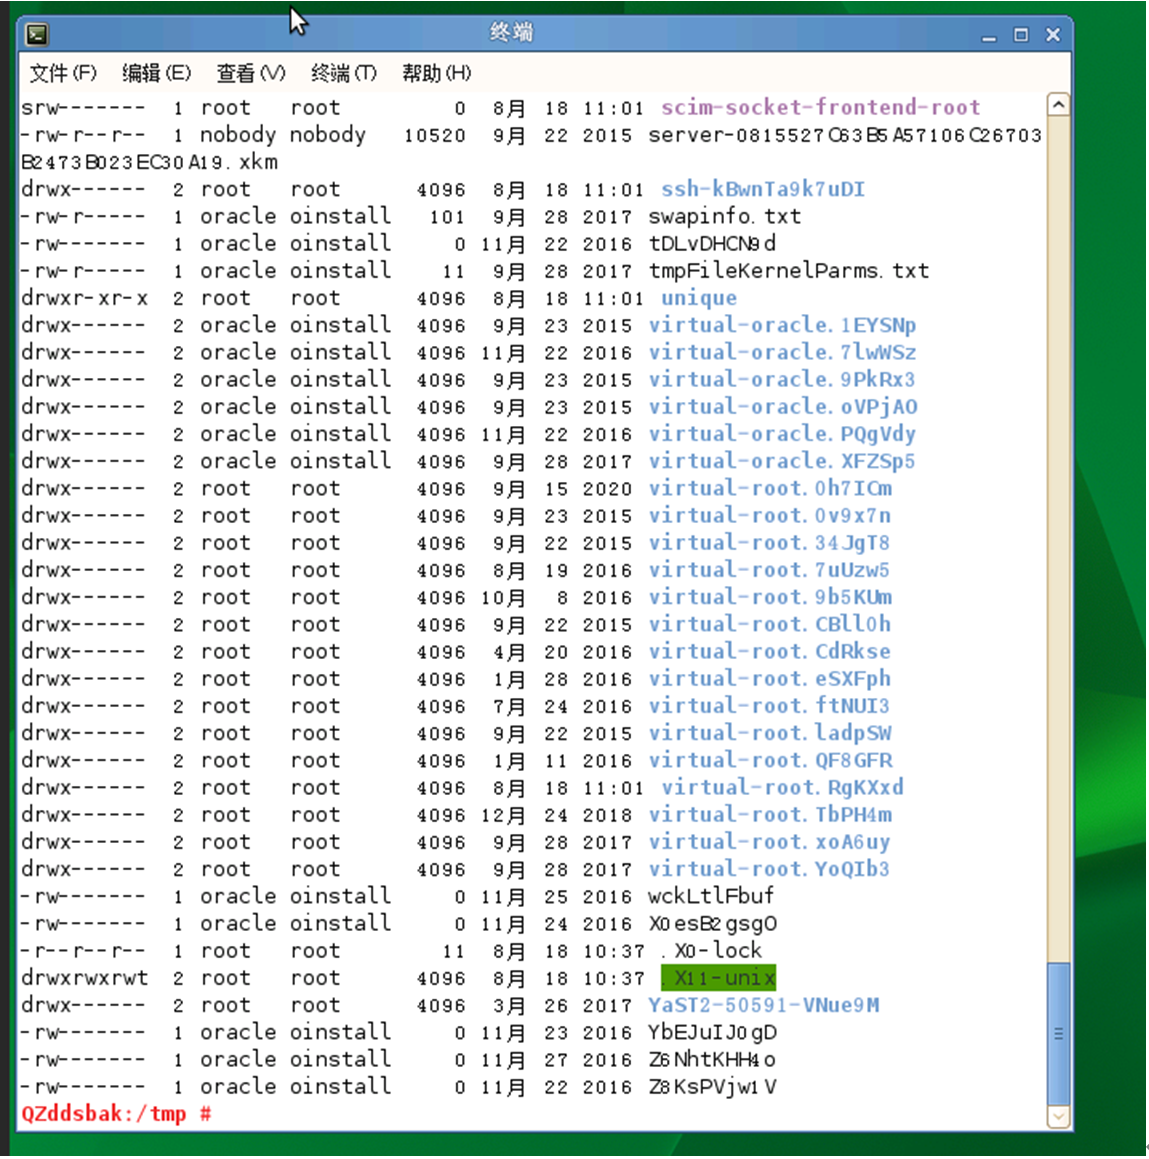 终端
文件(F) 编辑(E) 查看(V) 终端(T) 帮助(H)
srw------- 1 root root 0 8月 18 11:01 scim-socket-frontend-root
-rw-r--r-- 1 nobody nobody 10520 9月 22 2015 server-0815527C63B5A57106C26703
B2473B023EC30A19.xkm
drwx------ 2 root root 4096 8月 18 11:01 ssh-kBwnTa9k7uDI
-rw-r----- 1 oracle oinstall 101 9月 28 2017 swapinfo.txt
-rw------- 1 oracle oinstall 0 11月 22 2016 tDLvDHCN9d
-rw-r----- 1 oracle oinstall 11 9月 28 2017 tmpFileKernelParms.txt
drwxr-xr-x 2 root root 4096 8月 18 11:01 unique
drwx------ 2 oracle oinstall 4096 9月 23 2015 virtual-oracle.1EYSNp
drwx------ 2 oracle oinstall 4096 11月 22 2016 virtual-oracle.7lwWSz
drwx------ 2 oracle oinstall 4096 9月 23 2015 virtual-oracle.9PkRx3
drwx------ 2 oracle oinstall 4096 9月 23 2015 virtual-oracle.oVPjAO
drwx------ 2 oracle oinstall 4096 11月 22 2016 virtual-oracle.PQgVdy
drwx------ 2 oracle oinstall 4096 9月 28 2017 virtual-oracle.XFZSp5
drwx------ 2 root root 4096 9月 15 2020 virtual-root.0h7ICm
drwx------ 2 root root 4096 9月 23 2015 virtual-root.0v9x7n
drwx------ 2 root root 4096 9月 22 2015 virtual-root.34JgT8
drwx------ 2 root root 4096 8月 19 2016 virtual-root.7uUzw5
drwx------ 2 root root 4096 10月 8 2016 virtual-root.9b5KUm
drwx------ 2 root root 4096 9月 22 2015 virtual-root.CBll0h
drwx------ 2 root root 4096 4月 20 2016 virtual-root.CdRkse
drwx------ 2 root root 4096 1月 28 2016 virtual-root.eSXFph
drwx------ 2 root root 4096 7月 24 2016 virtual-root.ftNUI3
drwx------ 2 root root 4096 9月 22 2015 virtual-root.ladpSW
drwx------ 2 root root 4096 1月 11 2016 virtual-root.QF8GFR
drwx------ 2 root root 4096 8月 18 11:01 virtual-root.RgKXxd
drwx------ 2 root root 4096 12月 24 2018 virtual-root.TbPH4m
drwx------ 2 root root 4096 9月 28 2017 virtual-root.xoA6uy
drwx------ 2 root root 4096 9月 28 2017 virtual-root.YoQIb3
-rw------- 1 oracle oinstall 0 11月 25 2016 wckLtlFbuf
-rw------- 1 oracle oinstall 0 11月 24 2016 X0esB2gsgO
-r--r--r-- 1 root root 11 8月 18 10:37 .X0-lock
drwxrwxrwt 2 root root 4096 8月 18 10:37 .X11-unix
drwx------ 2 root root 4096 3月 26 2017 YaST2-50591-VNue9M
-rw------- 1 oracle oinstall 0 11月 23 2016 YbEJuIJ0gD
-rw------- 1 oracle oinstall 0 11月 27 2016 Z6NhtKHH4o
-rw------- 1 oracle oinstall 0 11月 22 2016 Z8KsPVjw1V
QZddsbak:/tmp #